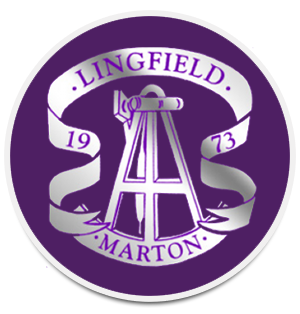 ·LINGFIELD·
19 73
·MARTON·